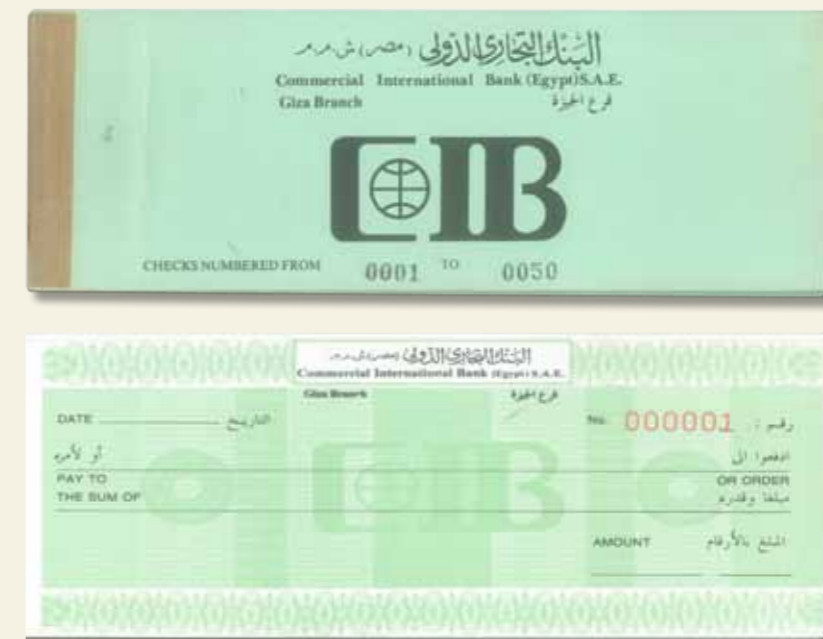 البنك التجاري الدولي (مصر) ش.م.م
Commercial International Bank (Egypt) S.A.E.
Giza Branch فرع الجيزة
CIB
CHECKS NUMBERED FROM 0001 TO 0050
البنك التجاري الدولي (مصر) ش.م.م
Commercial International Bank (Egypt) S.A.E.
Giza Branch فرع الجيزة
DATE التاريخ No. 000001 رقم :
ادفعوا الى أو لأمره
PAY TO OR ORDER
THE SUM OF مبلغا وقدره
CIB
AMOUNT المبلغ بالأرقام